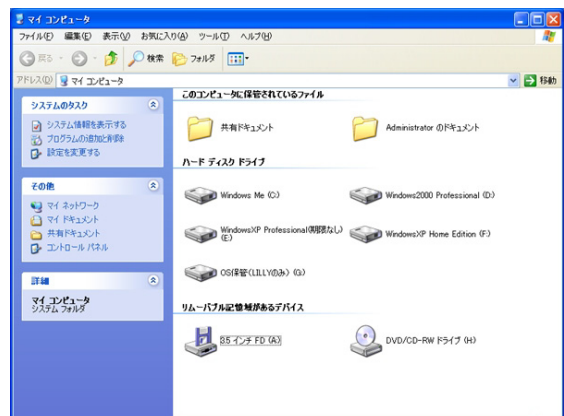 マイ コンピュータ
ファイル(F) 編集(E) 表示(V) お気に入り(A) ツール(T) ヘルプ(H)
戻る 検索 フォルダ
アドレス(D) マイ コンピュータ 移動
システムのタスク
システム情報を表示する
プログラムの追加と削除
設定を変更する
その他
マイ ネットワーク
マイ ドキュメント
共有ドキュメント
コントロール パネル
詳細
マイ コンピュータ
システム フォルダ
このコンピュータに保管されているファイル
共有ドキュメント Administrator のドキュメント
ハード ディスク ドライブ
Windows Me (C:) Windows2000 Professional (D:)
WindowsXP Professional(期限なし) (E:) WindowsXP Home Edition (F:)
OS保管(LILLYのみ) (G:)
リムーバブル記憶域があるデバイス
3.5 インチ FD (A:) DVD/CD-RW ドライブ (H:)